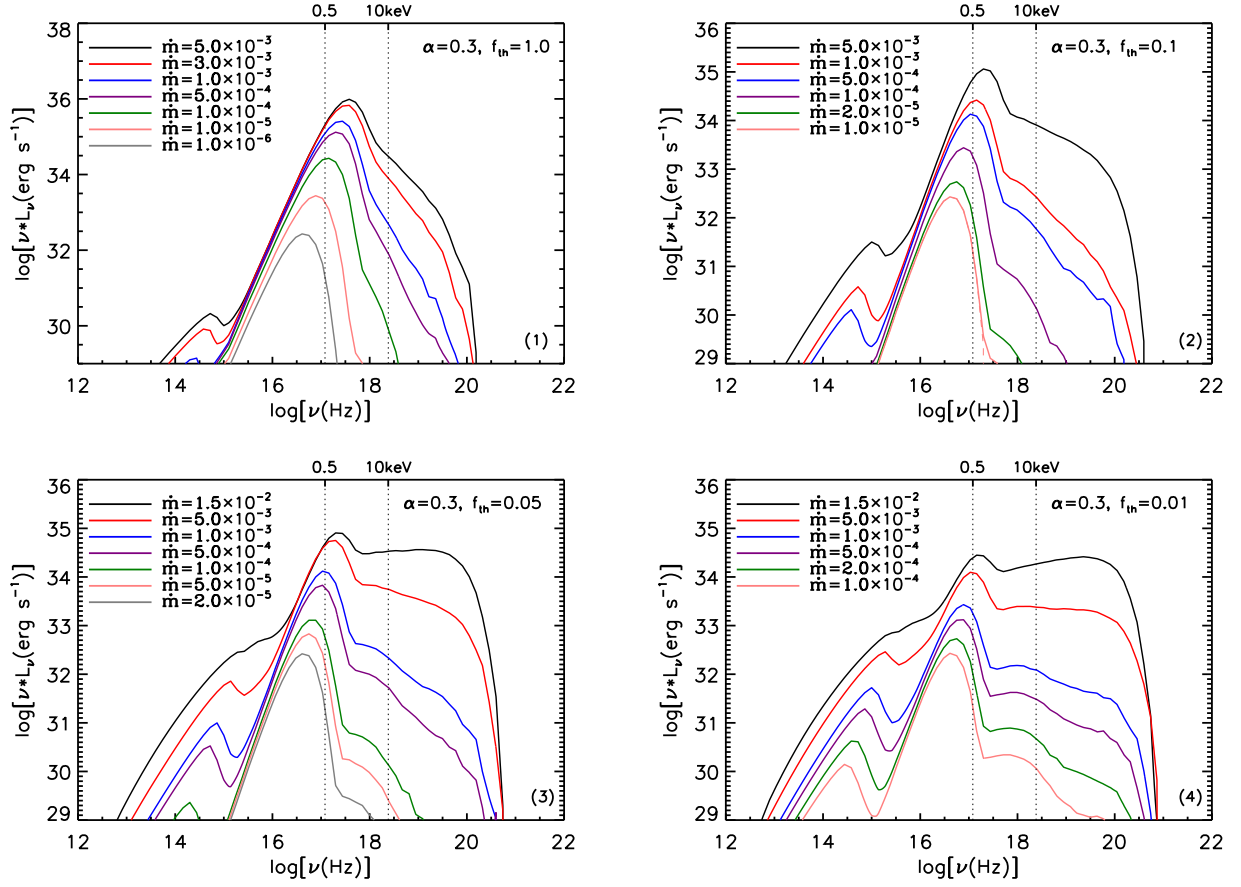 0.5 10keV
38
36
34
32
30
log[ν*Lν(erg s⁻¹)]
ṁ=5.0×10⁻³
ṁ=3.0×10⁻³
ṁ=1.0×10⁻³
ṁ=5.0×10⁻⁴
ṁ=1.0×10⁻⁴
ṁ=1.0×10⁻⁵
ṁ=1.0×10⁻⁶
α=0.3, fth=1.0
(1)
12 14 16 18 20 22
log[ν(Hz)]
0.5 10keV
36
35
34
33
32
31
30
29
log[ν*Lν(erg s⁻¹)]
ṁ=5.0×10⁻³
ṁ=1.0×10⁻³
ṁ=5.0×10⁻⁴
ṁ=1.0×10⁻⁴
ṁ=2.0×10⁻⁵
ṁ=1.0×10⁻⁵
α=0.3, fth=0.1
(2)
12 14 16 18 20 22
log[ν(Hz)]
0.5 10keV
36
35
34
33
32
31
30
29
log[ν*Lν(erg s⁻¹)]
ṁ=1.5×10⁻²
ṁ=5.0×10⁻³
ṁ=1.0×10⁻³
ṁ=5.0×10⁻⁴
ṁ=1.0×10⁻⁴
ṁ=5.0×10⁻⁵
ṁ=2.0×10⁻⁵
α=0.3, fth=0.05
(3)
12 14 16 18 20 22
log[ν(Hz)]
0.5 10keV
36
35
34
33
32
31
30
29
log[ν*Lν(erg s⁻¹)]
ṁ=1.5×10⁻²
ṁ=5.0×10⁻³
ṁ=1.0×10⁻³
ṁ=5.0×10⁻⁴
ṁ=2.0×10⁻⁴
ṁ=1.0×10⁻⁴
α=0.3, fth=0.01
(4)
12 14 16 18 20 22
log[ν(Hz)]